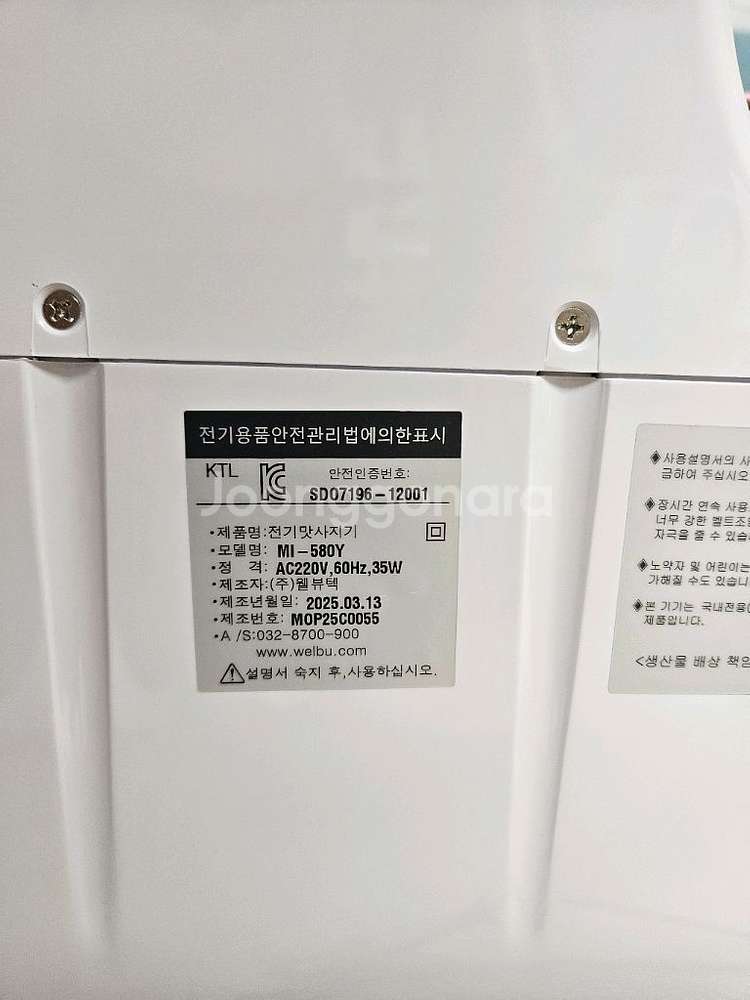 전기용품안전관리법에의한표시
KTL
안전인증번호:
SD07196-12001
Joonggonara
•제품명:전기맛사지기
•모델명: MI-580Y
•정 격: AC220V,60Hz,35W
•제조자:(주)웰뷰텍
•제조년월일: 2025.03.13
•제조번호: MOP25C0055
•A/S:032-8700-900
www.welbu.com
⚠설명서 숙지 후,사용하십시오.
◈사용설명서의 사
금하여 주십시오
◈장시간 연속 사용
너무 강한 벨트조
자극을 줄 수 있습
◈노약자 및 어린이는
가해질 수도 있습니
◈본 기기는 국내전용
제품입니다.
<생산물 배상 책임